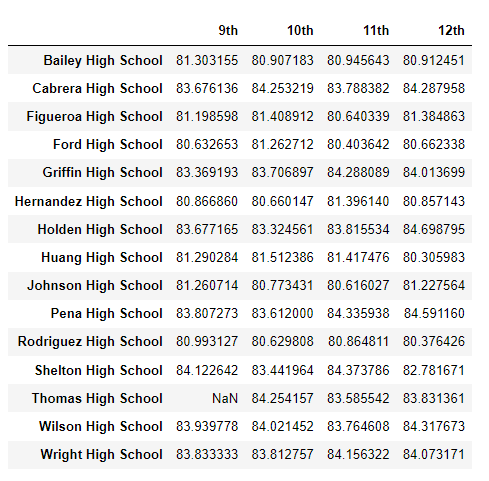 9th 10th 11th 12th
Bailey High School 81.303155 80.907183 80.945643 80.912451
Cabrera High School 83.676136 84.253219 83.788382 84.287958
Figueroa High School 81.198598 81.408912 80.640339 81.384863
Ford High School 80.632653 81.262712 80.403642 80.662338
Griffin High School 83.369193 83.706897 84.288089 84.013699
Hernandez High School 80.866860 80.660147 81.396140 80.857143
Holden High School 83.677165 83.324561 83.815534 84.698795
Huang High School 81.290284 81.512386 81.417476 80.305983
Johnson High School 81.260714 80.773431 80.616027 81.227564
Pena High School 83.807273 83.612000 84.335938 84.591160
Rodriguez High School 80.993127 80.629808 80.864811 80.376426
Shelton High School 84.122642 83.441964 84.373786 82.781671
Thomas High School NaN 84.254157 83.585542 83.831361
Wilson High School 83.939778 84.021452 83.764608 84.317673
Wright High School 83.833333 83.812757 84.156322 84.073171